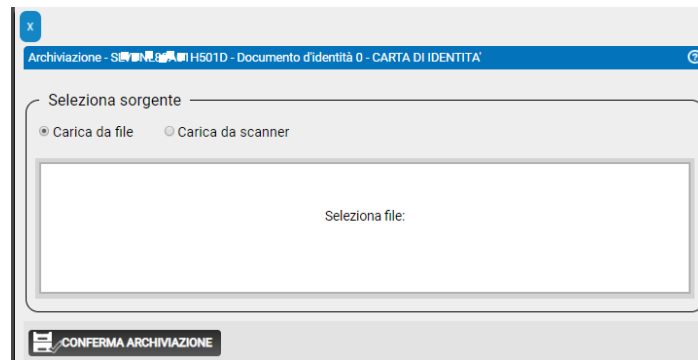 x
Archiviazione - H501D - Documento d'identità 0 - CARTA DI IDENTITA'
?
Seleziona sorgente
Carica da file Carica da scanner
Seleziona file:
CONFERMA ARCHIVIAZIONE